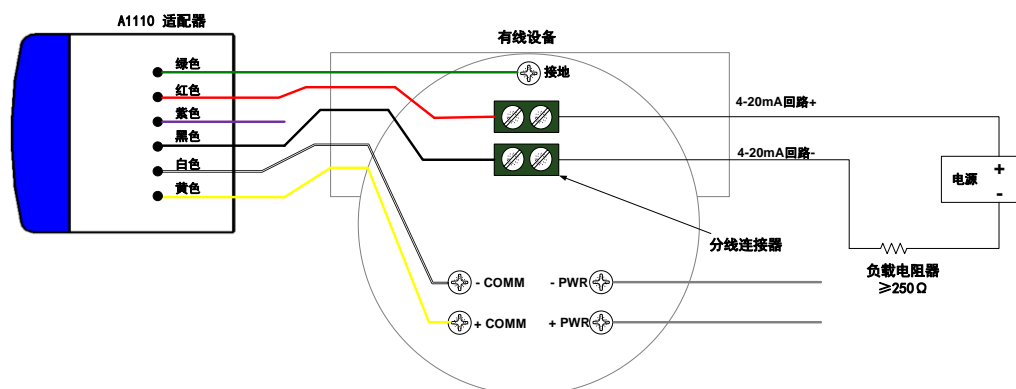 A1110 适配器
有线设备
绿色
接地
红色
4-20mA回路+
紫色
黑色
4-20mA回路-
白色
黄色
电源
+
-
分线连接器
负载电阻器
≥250Ω
- COMM
- PWR
+ COMM
+ PWR